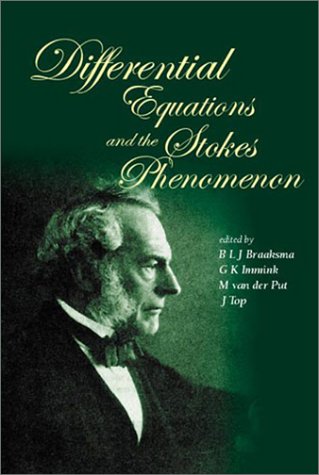 Differential
Equations
and the Stokes
Phenomenon
edited by
B L J Braaksma
G K Immink
M van der Put
J Top